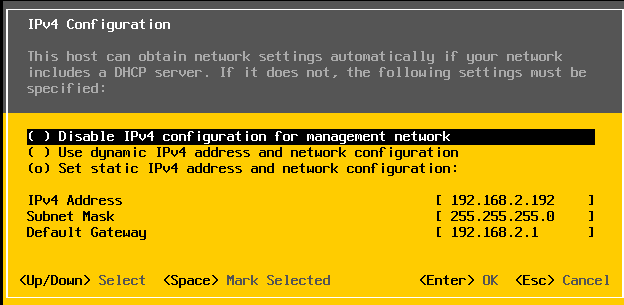 IPv4 Configuration
This host can obtain network settings automatically if your network
includes a DHCP server. If it does not, the following settings must be
specified:
( ) Disable IPv4 configuration for management network
( ) Use dynamic IPv4 address and network configuration
(o) Set static IPv4 address and network configuration:
IPv4 Address [ 192.168.2.192 ]
Subnet Mask [ 255.255.255.0 ]
Default Gateway [ 192.168.2.1 ]
<Up/Down> Select <Space> Mark Selected <Enter> OK <Esc> Cancel